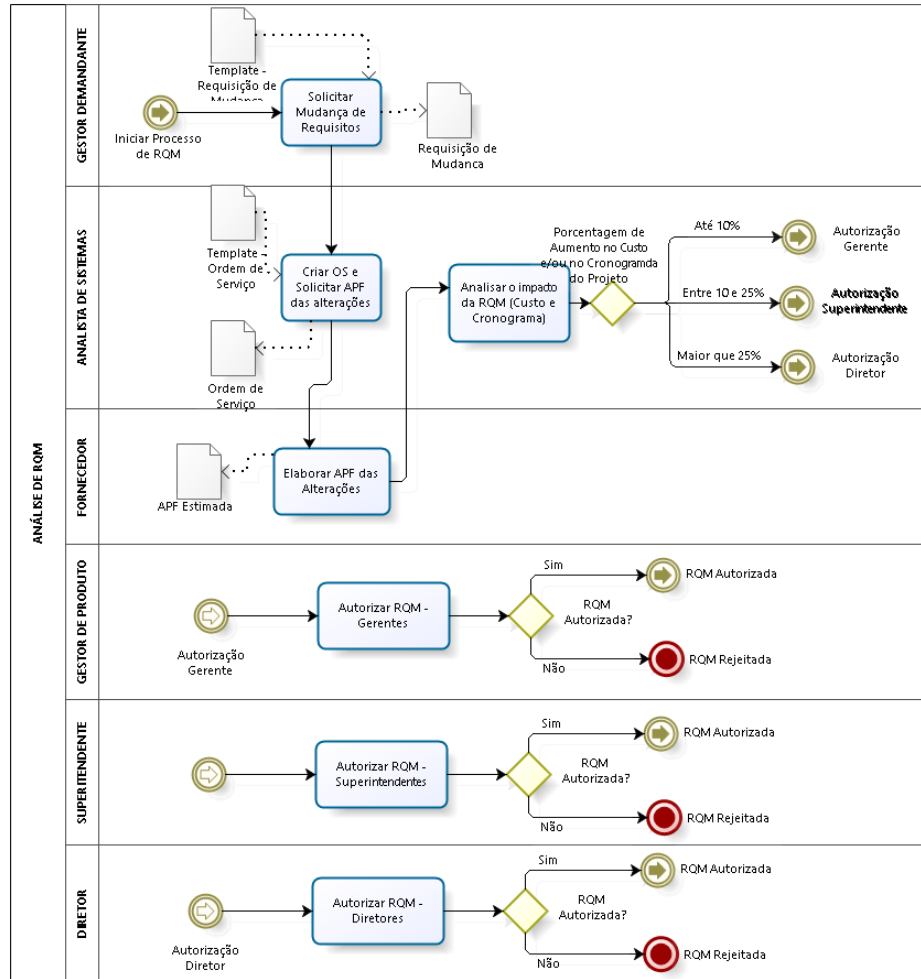 ANÁLISE DE RQM
GESTOR DEMANDANTE
Template -
Requisição de
Mudança
Iniciar Processo
de RQM
Solicitar
Mudança de
Requisitos
Requisição de
Mudanca
ANALISTA DE SISTEMAS
Template -
Ordem de
Serviço
Criar OS e
Solicitar APF
das alterações
Ordem de
Serviço
Analisar o impacto
da RQM (Custo e
Cronograma)
Porcentagem de
Aumento no Custo
e/ou no Cronogramda
do Projeto
Até 10%
Autorização
Gerente
Entre 10 e 25%
Autorização
Superintendente
Maior que 25%
Autorização
Diretor
FORNECEDOR
APF Estimada
Elaborar APF das
Alterações
GESTOR DE PRODUTO
Autorização
Gerente
Autorizar RQM -
Gerentes
Sim
RQM Autorizada
RQM
Autorizada?
Não
RQM Rejeitada
SUPERITENDENTE
Autorizar RQM -
Superintendentes
Sim
RQM Autorizada
RQM
Autorizada?
Não
RQM Rejeitada
DIRETOR
Autorização
Diretor
Autorizar RQM -
Diretores
Sim
RQM Autorizada
RQM
Autorizada?
Não
RQM Rejeitada